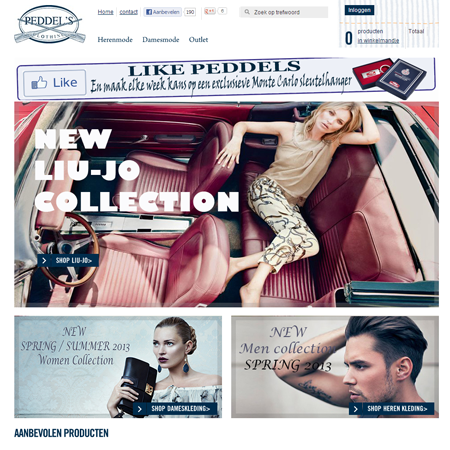 PEDDEL'S
CLOTHING
Home contact Aanbevelen 190 +1 0
Zoek op trefwoord
Inloggen
Herenmode Damesmode Outlet
0 producten Totaal
in winkelmandje
LIKE PEDDELS
Like
En maak elke week kans op een exclusieve Monte Carlo sleutelhanger
NEW
LIU-JO
COLLECTION
SHOP LIU-JO>
NEW
SPRING / SUMMER 2013
Women Collection
SHOP DAMESKLEDING>
NEW
Men collection
SPRING 2013
SHOP HEREN KLEDING>
AANBEVOLEN PRODUCTEN